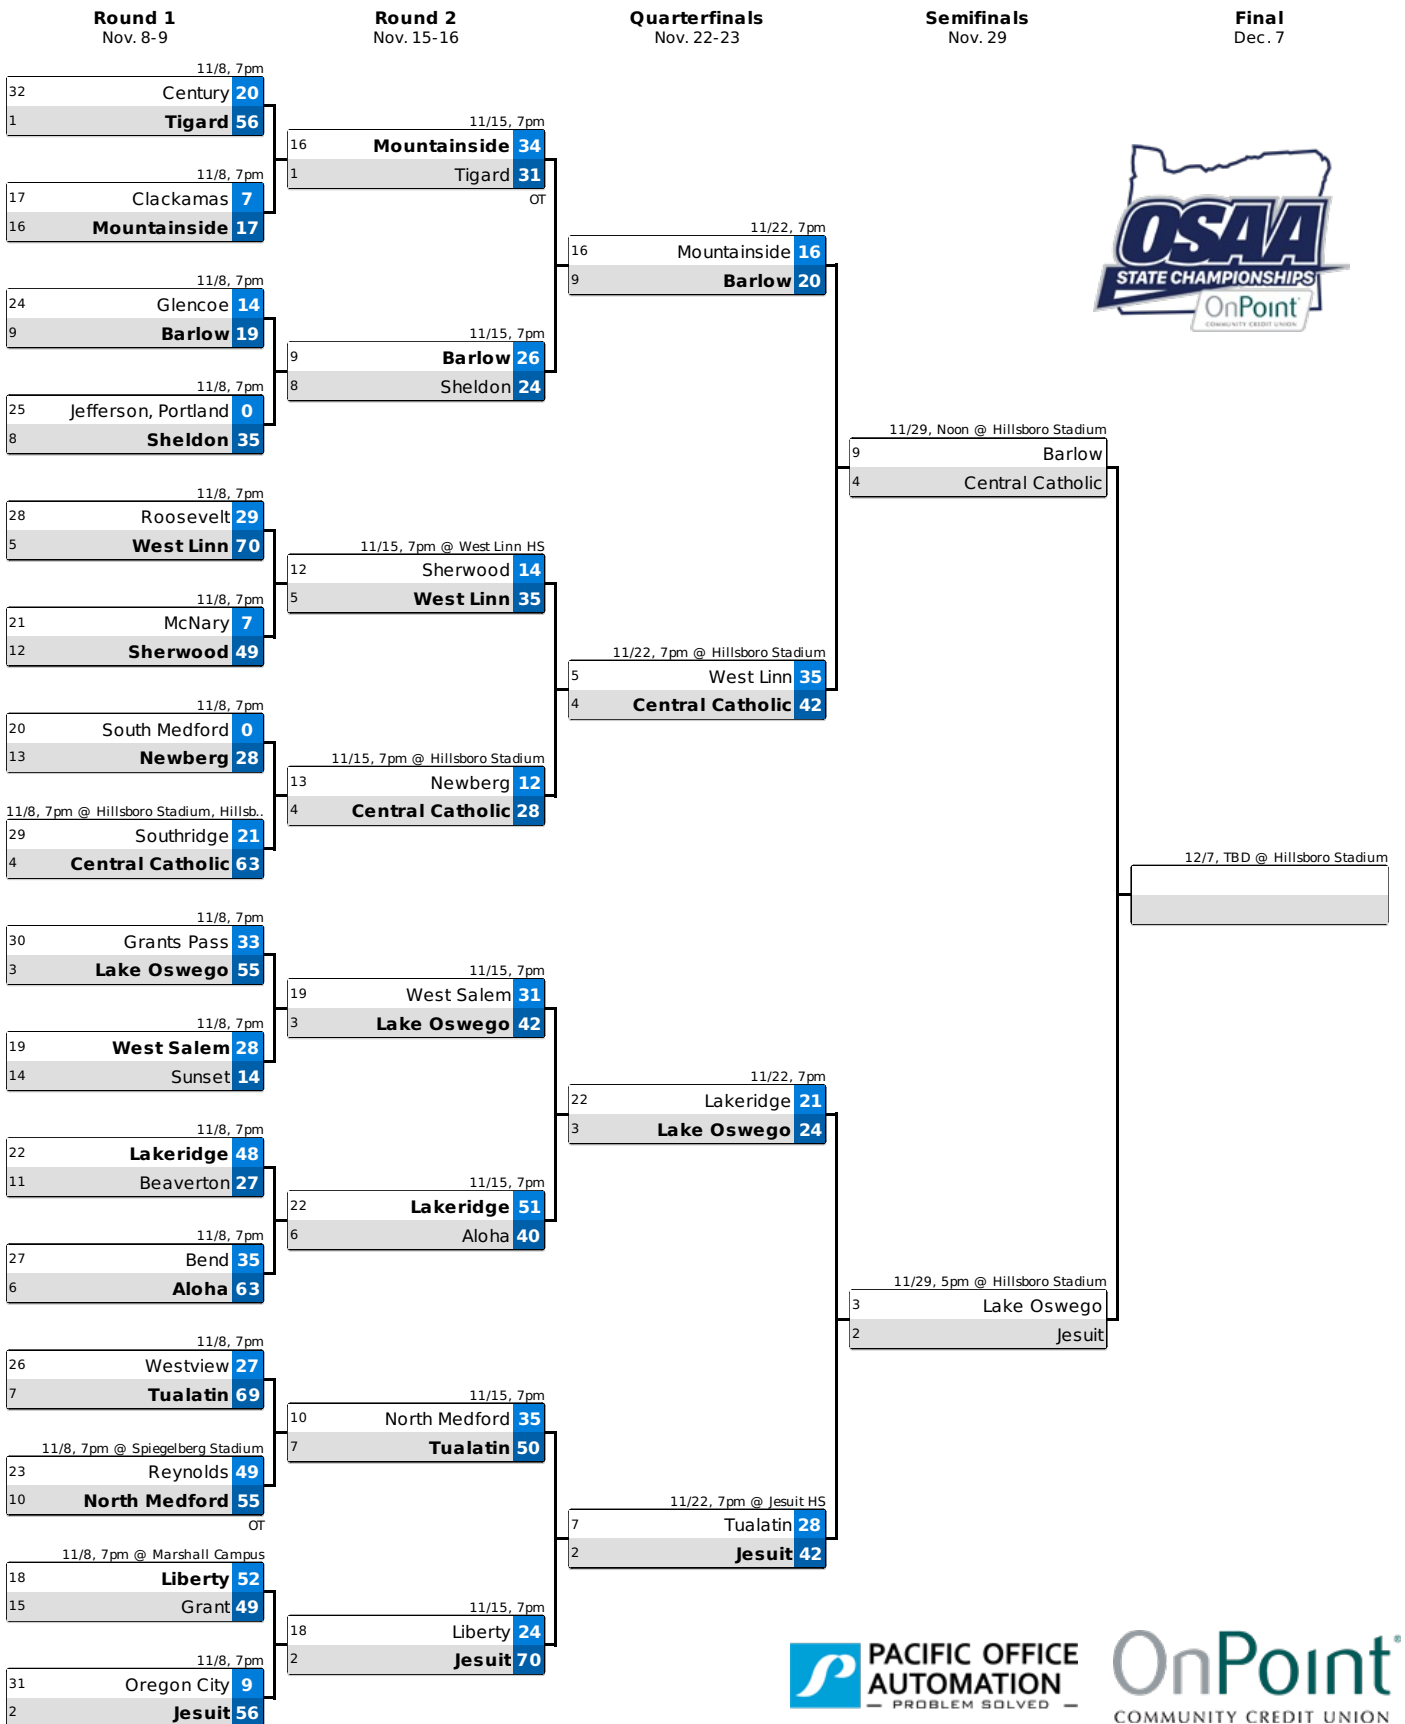 Round 1
Nov. 8-9
Round 2
Nov. 15-16
Quarterfinals
Nov. 22-23
Semifinals
Nov. 29
Final
Dec. 7
11/8, 7pm
32 Century 20
1 Tigard 56
11/8, 7pm
17 Clackamas 7
16 Mountainside 17
11/8, 7pm
24 Glencoe 14
9 Barlow 19
11/8, 7pm
25 Jefferson, Portland 0
8 Sheldon 35
11/8, 7pm
28 Roosevelt 29
5 West Linn 70
11/8, 7pm
21 McNary 7
12 Sherwood 49
11/8, 7pm
20 South Medford 0
13 Newberg 28
11/8, 7pm @ Hillsboro Stadium, Hillsb..
29 Southridge 21
4 Central Catholic 63
11/8, 7pm
30 Grants Pass 33
3 Lake Oswego 55
11/8, 7pm
19 West Salem 28
14 Sunset 14
11/8, 7pm
22 Lakeridge 48
11 Beaverton 27
11/8, 7pm
27 Bend 35
6 Aloha 63
11/8, 7pm
26 Westview 27
7 Tualatin 69
11/8, 7pm @ Spiegelberg Stadium
23 Reynolds 49
10 North Medford 55
OT
11/8, 7pm @ Marshall Campus
18 Liberty 52
15 Grant 49
11/8, 7pm
31 Oregon City 9
2 Jesuit 56
11/15, 7pm
16 Mountainside 34
1 Tigard 31
OT
11/15, 7pm
9 Barlow 26
8 Sheldon 24
11/15, 7pm @ West Linn HS
12 Sherwood 14
5 West Linn 35
11/15, 7pm @ Hillsboro Stadium
13 Newberg 12
4 Central Catholic 28
11/15, 7pm
19 West Salem 31
3 Lake Oswego 42
11/15, 7pm
22 Lakeridge 51
6 Aloha 40
11/15, 7pm
10 North Medford 35
7 Tualatin 50
11/15, 7pm
18 Liberty 24
2 Jesuit 70
11/22, 7pm
16 Mountainside 16
9 Barlow 20
11/22, 7pm @ Hillsboro Stadium
5 West Linn 35
4 Central Catholic 42
11/22, 7pm
22 Lakeridge 21
3 Lake Oswego 24
11/22, 7pm @ Jesuit HS
7 Tualatin 28
2 Jesuit 42
11/29, Noon @ Hillsboro Stadium
9 Barlow
4 Central Catholic
11/29, 5pm @ Hillsboro Stadium
3 Lake Oswego
2 Jesuit
12/7, TBD @ Hillsboro Stadium
OSAA
STATE CHAMPIONSHIPS
OnPoint
COMMUNITY CREDIT UNION
PACIFIC OFFICE
AUTOMATION
— PROBLEM SOLVED —
OnPoint®
COMMUNITY CREDIT UNION